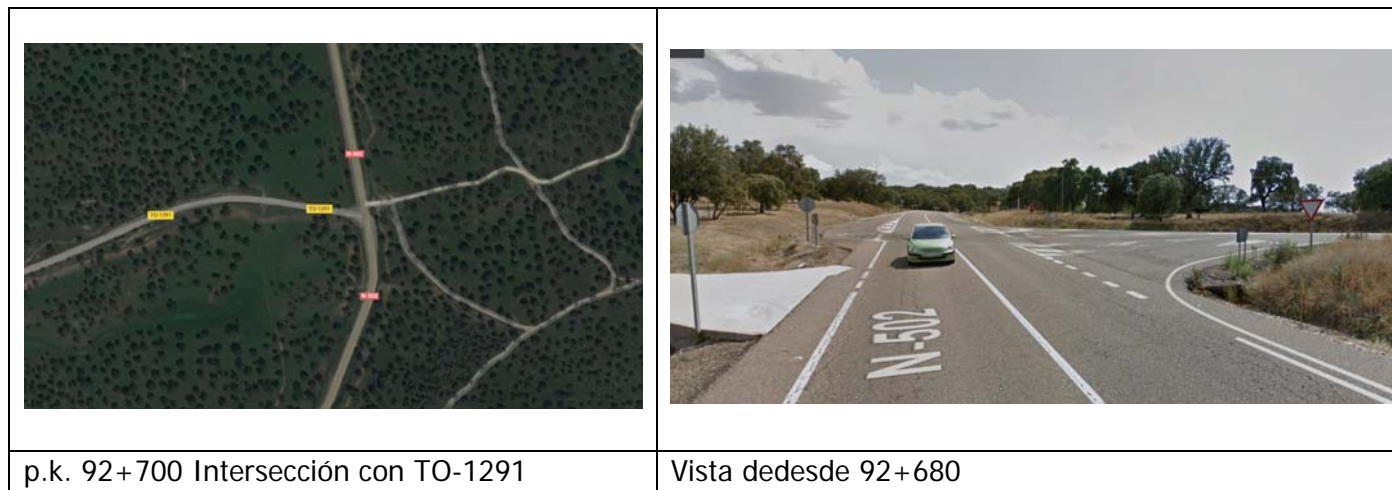 N-502
TO-1291
TO-1291
N-502
N-502
p.k. 92+700 Intersección con TO-1291
Vista dedesde 92+680